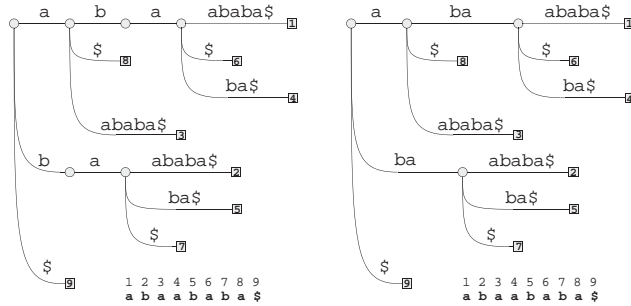 a b a ababa$ 1 a ba ababa$ 1
$ 8 $ 6 $ 8 $ 6
ba$ 4 ba$ 4
ababa$ 3 ababa$ 3
b a ababa$ 2 ba ababa$ 2
ba$ 5 ba$ 5
$ 7 $ 7
$ 9 $ 9
1 2 3 4 5 6 7 8 9 1 2 3 4 5 6 7 8 9
a b a a b a b a $ a b a a b a b a $